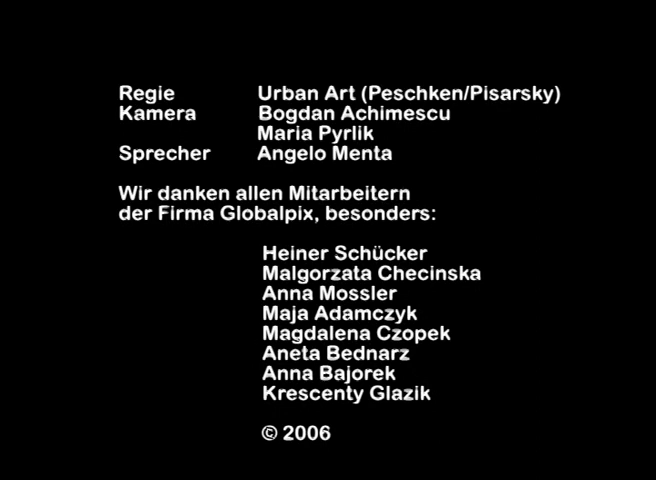 Regie Urban Art (Peschken/Pisarsky)
Kamera Bogdan Achimescu
Maria Pyrlik
Sprecher Angelo Menta
Wir danken allen Mitarbeitern
der Firma Globalpix, besonders:
Heiner Schücker
Malgorzata Checinska
Anna Mossler
Maja Adamczyk
Magdalena Czopek
Aneta Bednarz
Anna Bajorek
Krescenty Glazik
© 2006